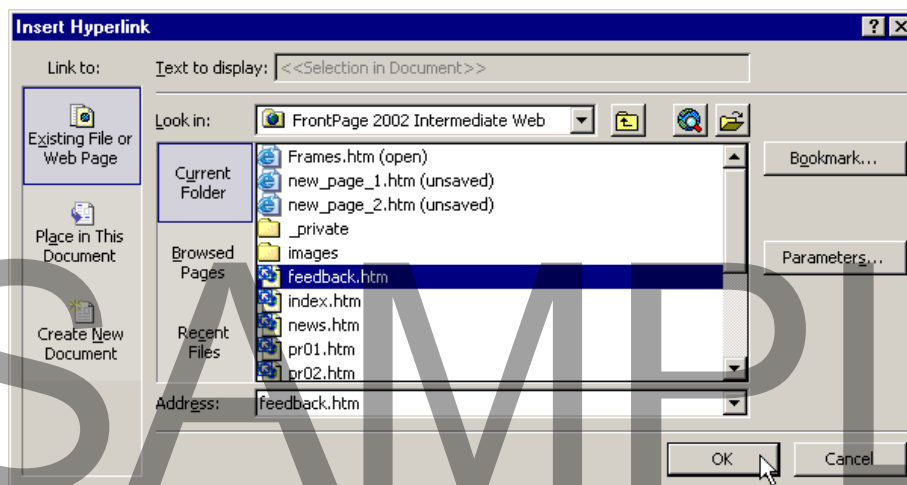 Insert Hyperlink
Link to:
Text to display: <<Selection in Document>>
Existing File or
Web Page
Look in: FrontPage 2002 Intermediate Web
Current
Folder
Frames.htm (open)
new_page_1.htm (unsaved)
new_page_2.htm (unsaved)
_private
images
feedback.htm
index.htm
news.htm
pr01.htm
pr02.htm
Bookmark...
Parameters...
Place in This
Document
Browsed
Pages
Create New
Document
Recent
Files
Address: feedback.htm
OK Cancel
SAMPL